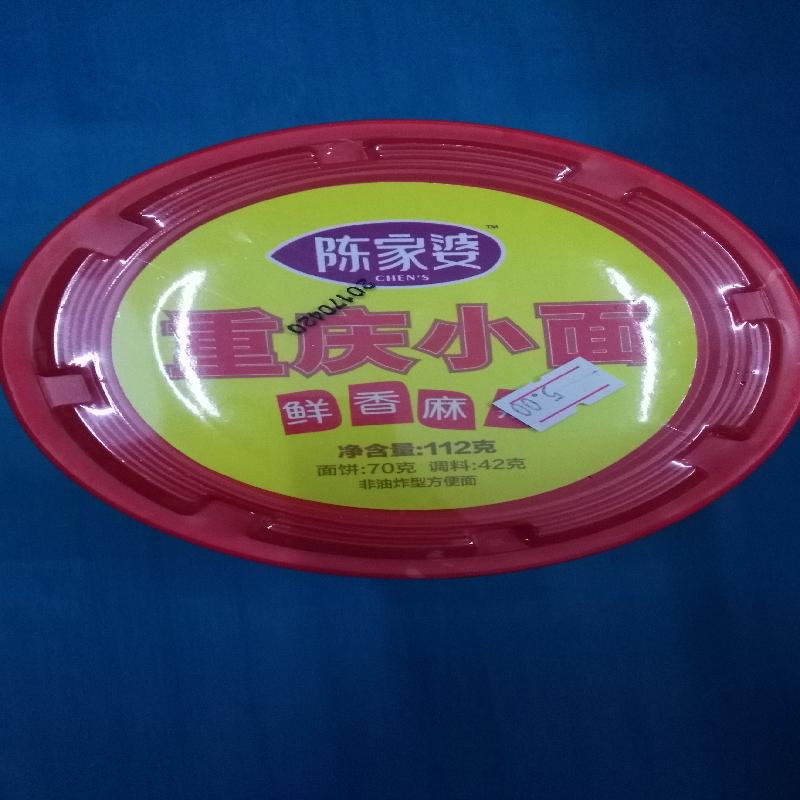 陈家婆™
CHEN'S
20170420
重庆小面
鲜香麻
5.00
净含量:112克
面饼:70克 调料:42克
非油炸型方便面